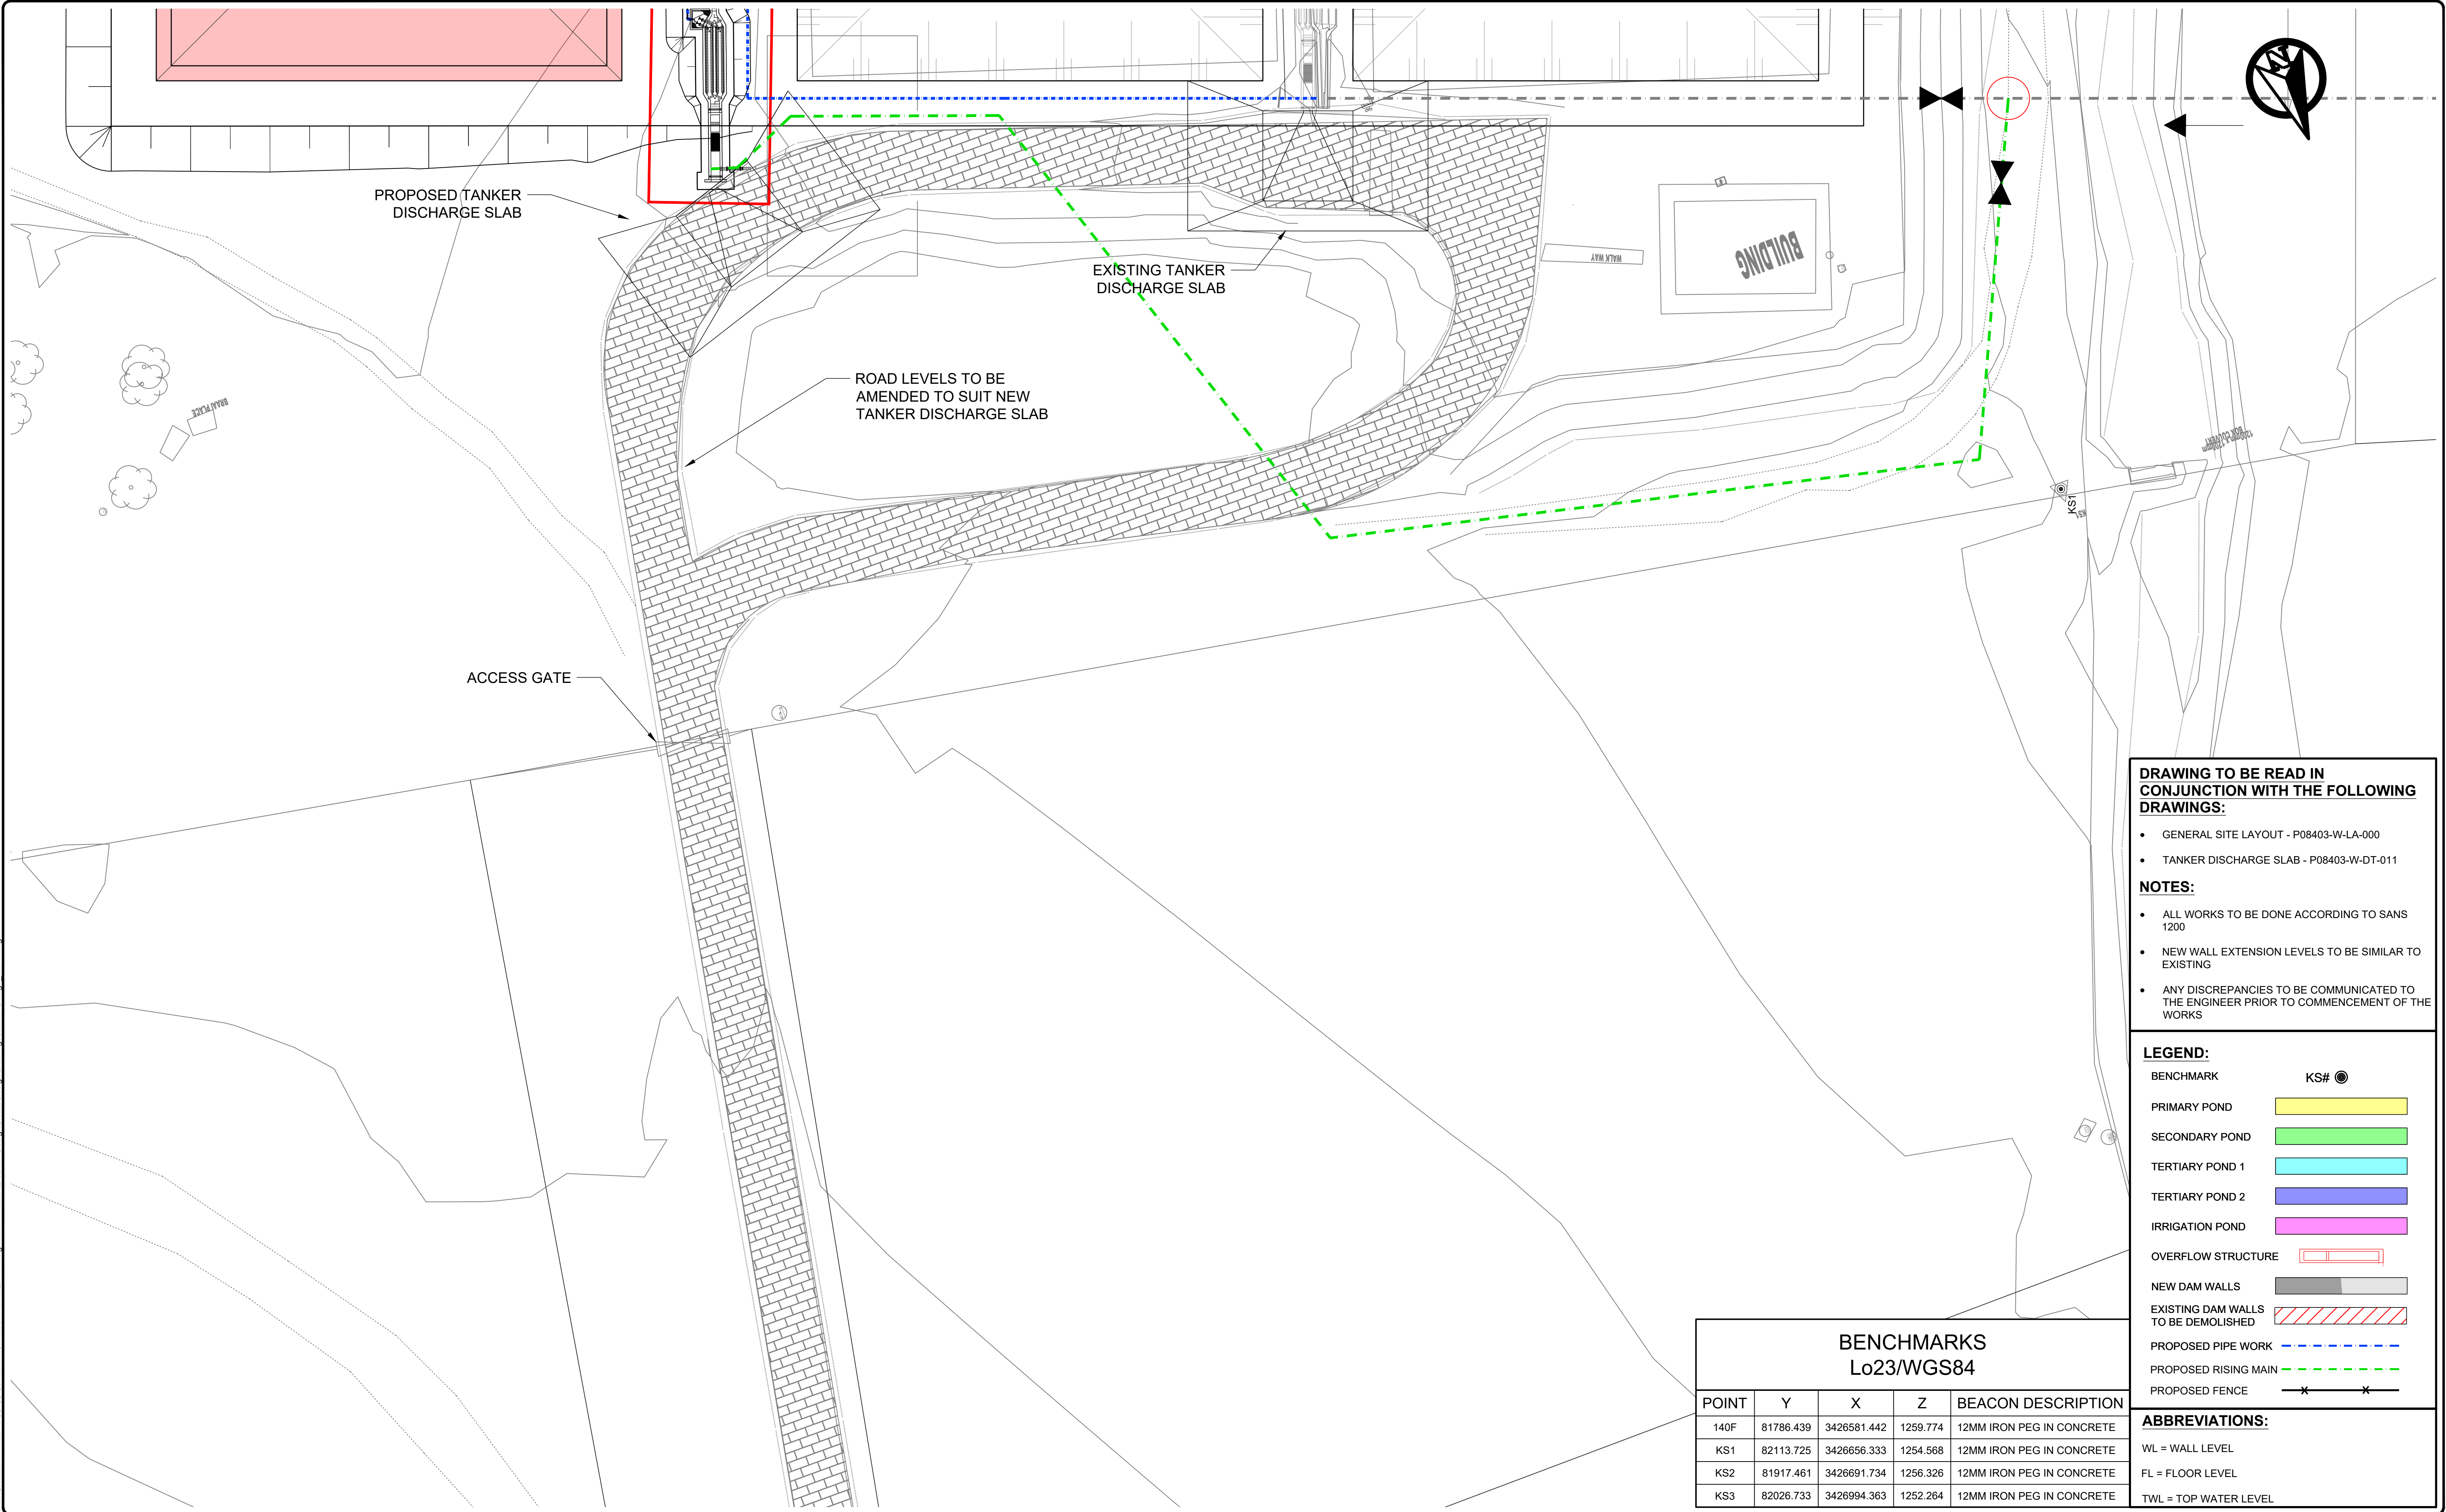 N
PROPOSED TANKER
DISCHARGE SLAB
EXISTING TANKER
DISCHARGE SLAB
WALK WAY
BUILDING
ROAD LEVELS TO BE
AMENDED TO SUIT NEW
TANKER DISCHARGE SLAB
BRAAI PLACE
BOX CULVERT
KS1
KS1
ACCESS GATE
DRAWING TO BE READ IN
CONJUNCTION WITH THE FOLLOWING
DRAWINGS:
• GENERAL SITE LAYOUT - P08403-W-LA-000
• TANKER DISCHARGE SLAB - P08403-W-DT-011
NOTES:
• ALL WORKS TO BE DONE ACCORDING TO SANS
1200
• NEW WALL EXTENSION LEVELS TO BE SIMILAR TO
EXISTING
• ANY DISCREPANCIES TO BE COMMUNICATED TO
THE ENGINEER PRIOR TO COMMENCEMENT OF THE
WORKS
LEGEND:
BENCHMARK KS#
PRIMARY POND
SECONDARY POND
TERTIARY POND 1
TERTIARY POND 2
IRRIGATION POND
OVERFLOW STRUCTURE
NEW DAM WALLS
EXISTING DAM WALLS
TO BE DEMOLISHED
PROPOSED PIPE WORK
PROPOSED RISING MAIN
PROPOSED FENCE
ABBREVIATIONS:
WL = WALL LEVEL
FL = FLOOR LEVEL
TWL = TOP WATER LEVEL
BENCHMARKS
Lo23/WGS84
POINT Y X Z BEACON DESCRIPTION
140F 81786.439 3426581.442 1259.774 12MM IRON PEG IN CONCRETE
KS1 82113.725 3426656.333 1254.568 12MM IRON PEG IN CONCRETE
KS2 81917.461 3426691.734 1256.326 12MM IRON PEG IN CONCRETE
KS3 82026.733 3426994.363 1252.264 12MM IRON PEG IN CONCRETE